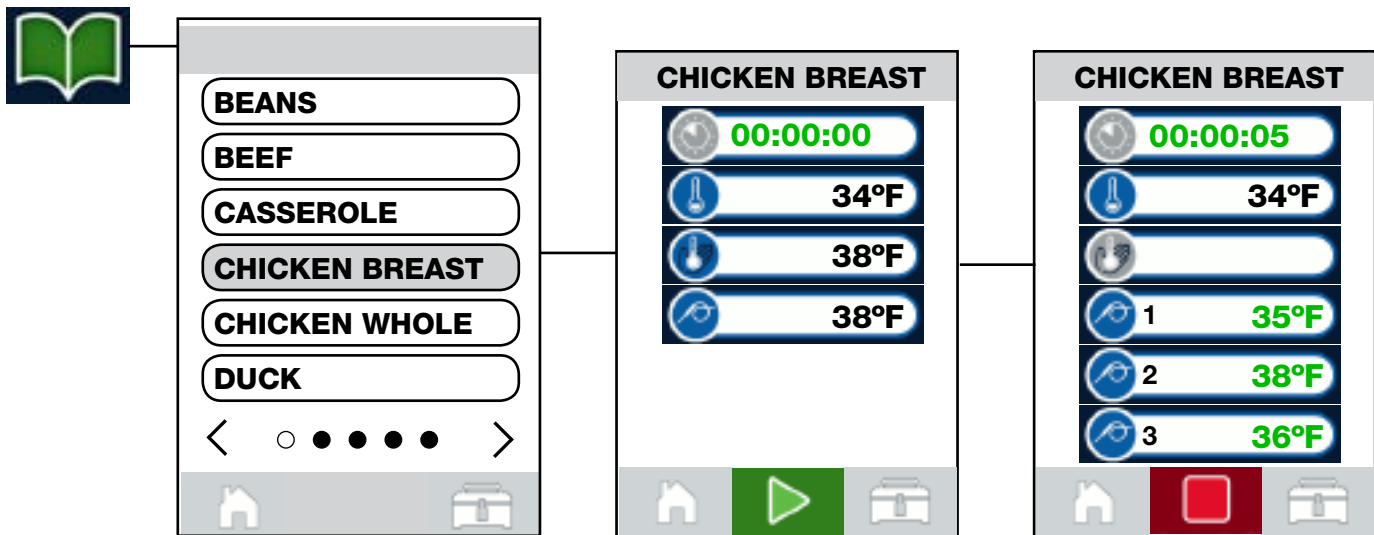 BEANS
BEEF
CASSEROLE
CHICKEN BREAST
CHICKEN WHOLE
DUCK
CHICKEN BREAST
00:00:00
34ºF
38ºF
38ºF
CHICKEN BREAST
00:00:05
34ºF
1 35ºF
2 38ºF
3 36ºF